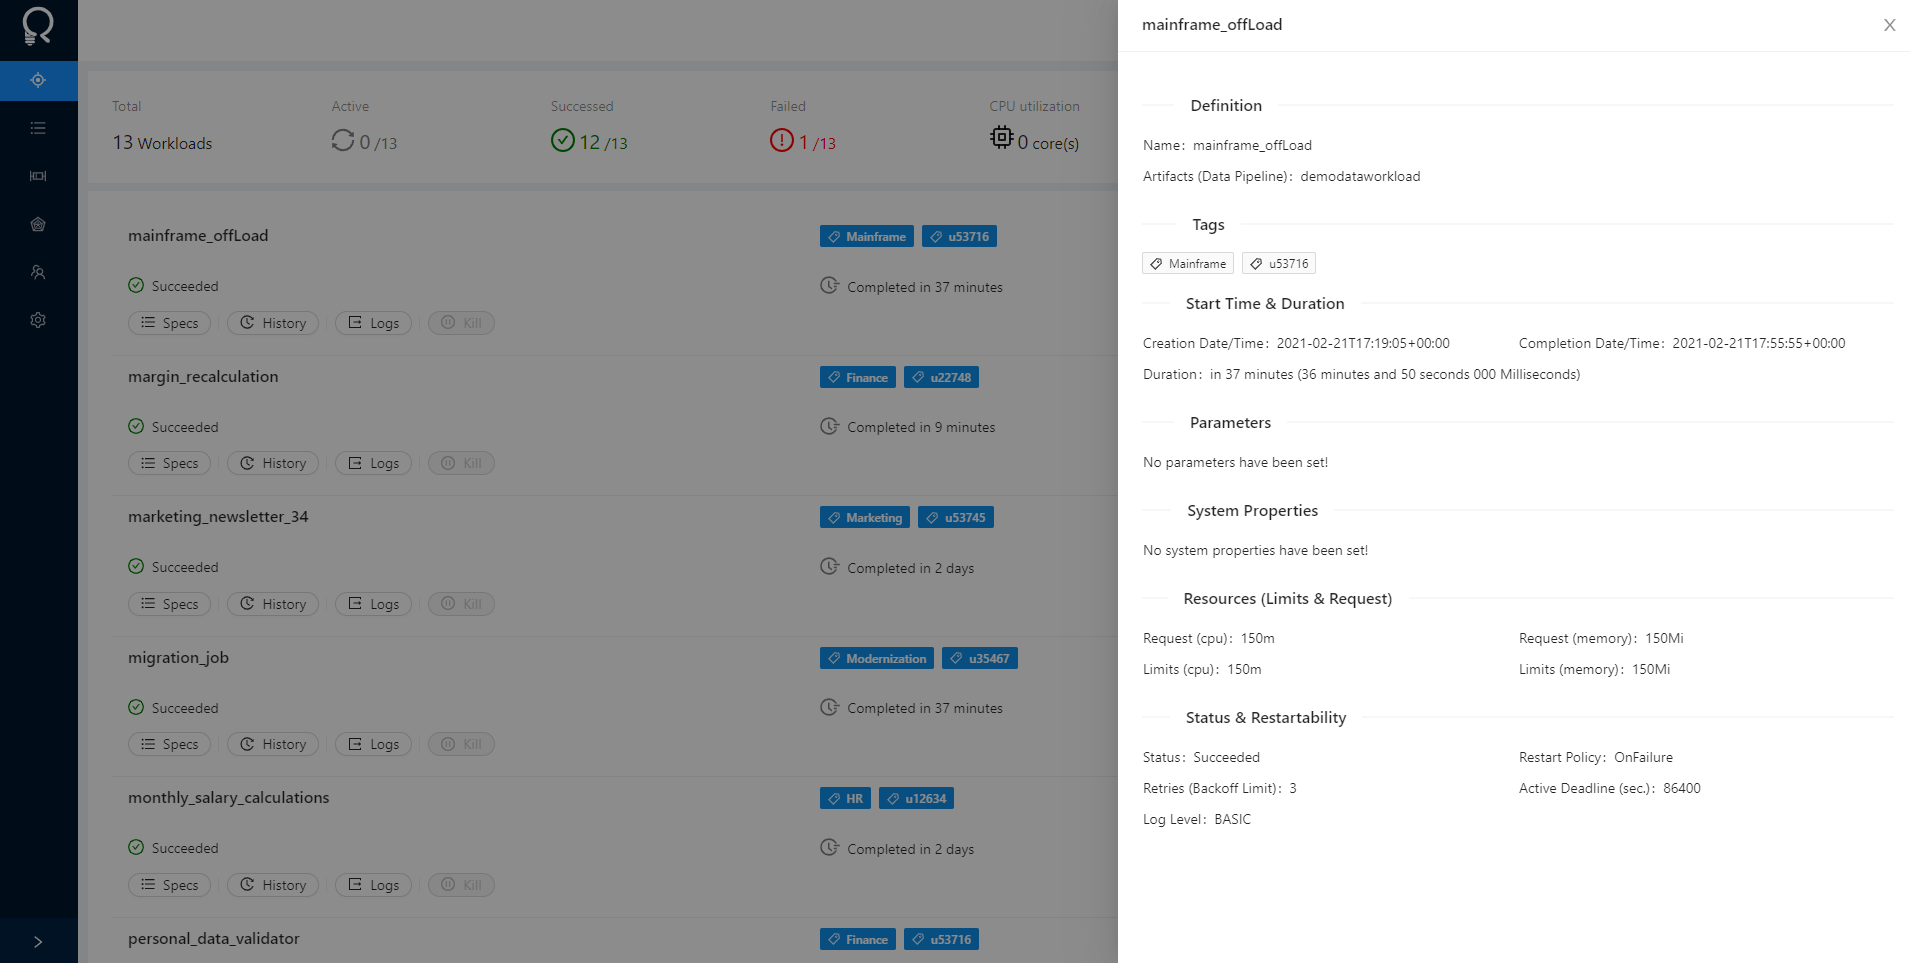 Total
Active
Successed
Failed
CPU utilization
13 Workloads
0 /13
12 /13
1 /13
0 core(s)
mainframe_offLoad
Mainframe
u53716
Succeeded
Completed in 37 minutes
Specs
History
Logs
Kill
margin_recalculation
Finance
u22748
Succeeded
Completed in 9 minutes
Specs
History
Logs
Kill
marketing_newsletter_34
Marketing
u53745
Succeeded
Completed in 2 days
Specs
History
Logs
Kill
migration_job
Modernization
u35467
Succeeded
Completed in 37 minutes
Specs
History
Logs
Kill
monthly_salary_calculations
HR
u12634
Succeeded
Completed in 2 days
Specs
History
Logs
Kill
personal_data_validator
Finance
u53716
mainframe_offLoad
Definition
Name: mainframe_offLoad
Artifacts (Data Pipeline): demodataworkload
Tags
Mainframe
u53716
Start Time & Duration
Creation Date/Time: 2021-02-21T17:19:05+00:00
Completion Date/Time: 2021-02-21T17:55:55+00:00
Duration: in 37 minutes (36 minutes and 50 seconds 000 Milliseconds)
Parameters
No parameters have been set!
System Properties
No system properties have been set!
Resources (Limits & Request)
Request (cpu): 150m
Request (memory): 150Mi
Limits (cpu): 150m
Limits (memory): 150Mi
Status & Restartability
Status: Succeeded
Restart Policy: OnFailure
Retries (Backoff Limit): 3
Active Deadline (sec.): 86400
Log Level: BASIC